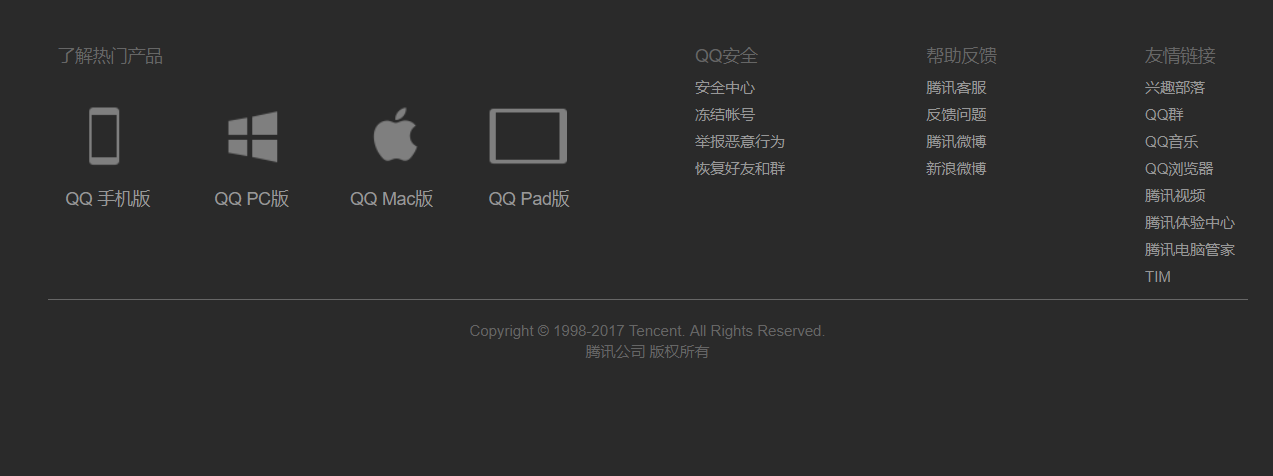 了解热门产品
QQ 手机版
QQ PC版
QQ Mac版
QQ Pad版
QQ安全
安全中心
冻结帐号
举报恶意行为
恢复好友和群
帮助反馈
腾讯客服
反馈问题
腾讯微博
新浪微博
友情链接
兴趣部落
QQ群
QQ音乐
QQ浏览器
腾讯视频
腾讯体验中心
腾讯电脑管家
TIM
Copyright © 1998-2017 Tencent. All Rights Reserved.
腾讯公司 版权所有